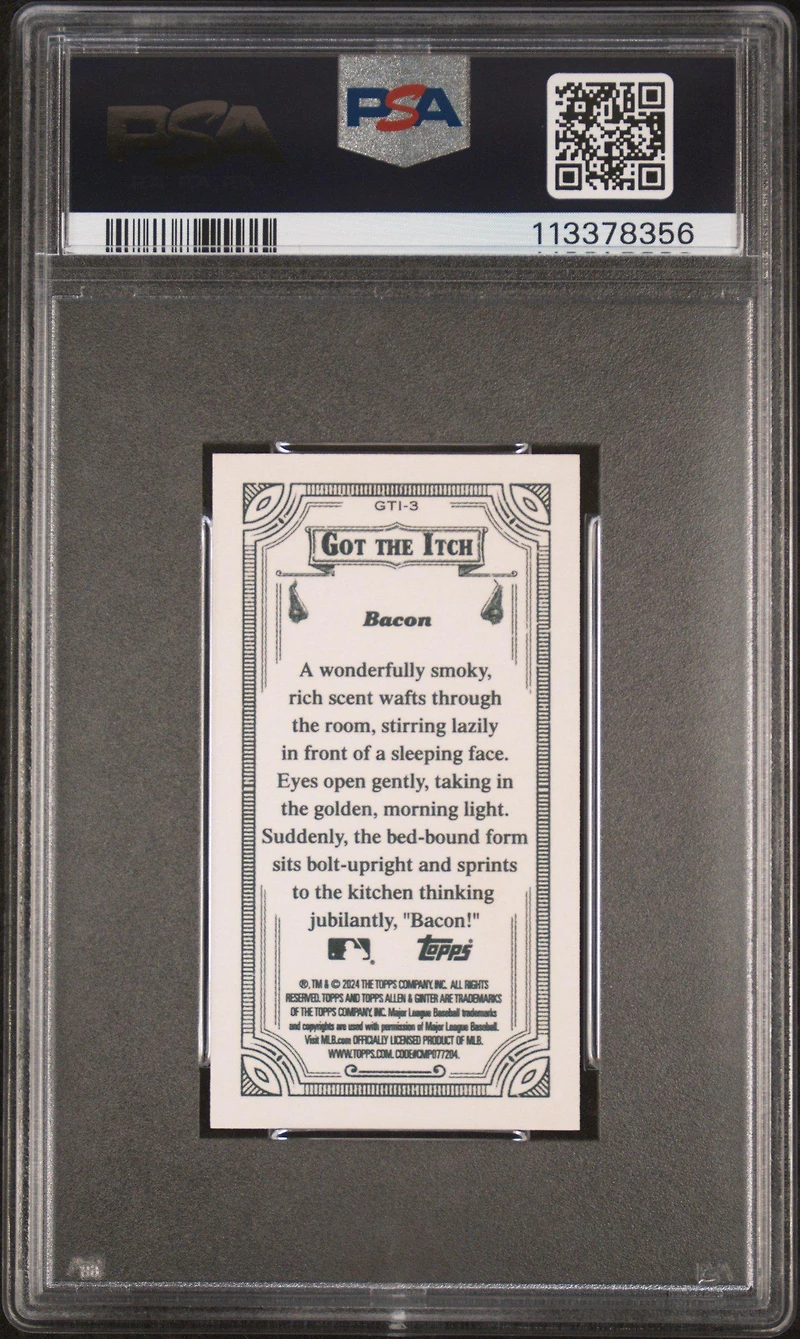 PSA
PSA
113378356
GTI-3
GOT THE ITCH
Bacon
A wonderfully smoky,
rich scent wafts through
the room, stirring lazily
in front of a sleeping face.
Eyes open gently, taking in
the golden, morning light.
Suddenly, the bed-bound form
sits bolt-upright and sprints
to the kitchen thinking
jubilantly, "Bacon!"
topps
®, TM & © 2024 THE TOPPS COMPANY, INC. ALL RIGHTS
RESERVED. TOPPS AND TOPPS ALLEN & GINTER ARE TRADEMARKS
OF THE TOPPS COMPANY, INC. Major League Baseball trademarks
and copyrights are used with permission of Major League Baseball.
Visit MLB.com OFFICIALLY LICENSED PRODUCT OF MLB.
WWW.TOPPS.COM. CODE#CMP077204.